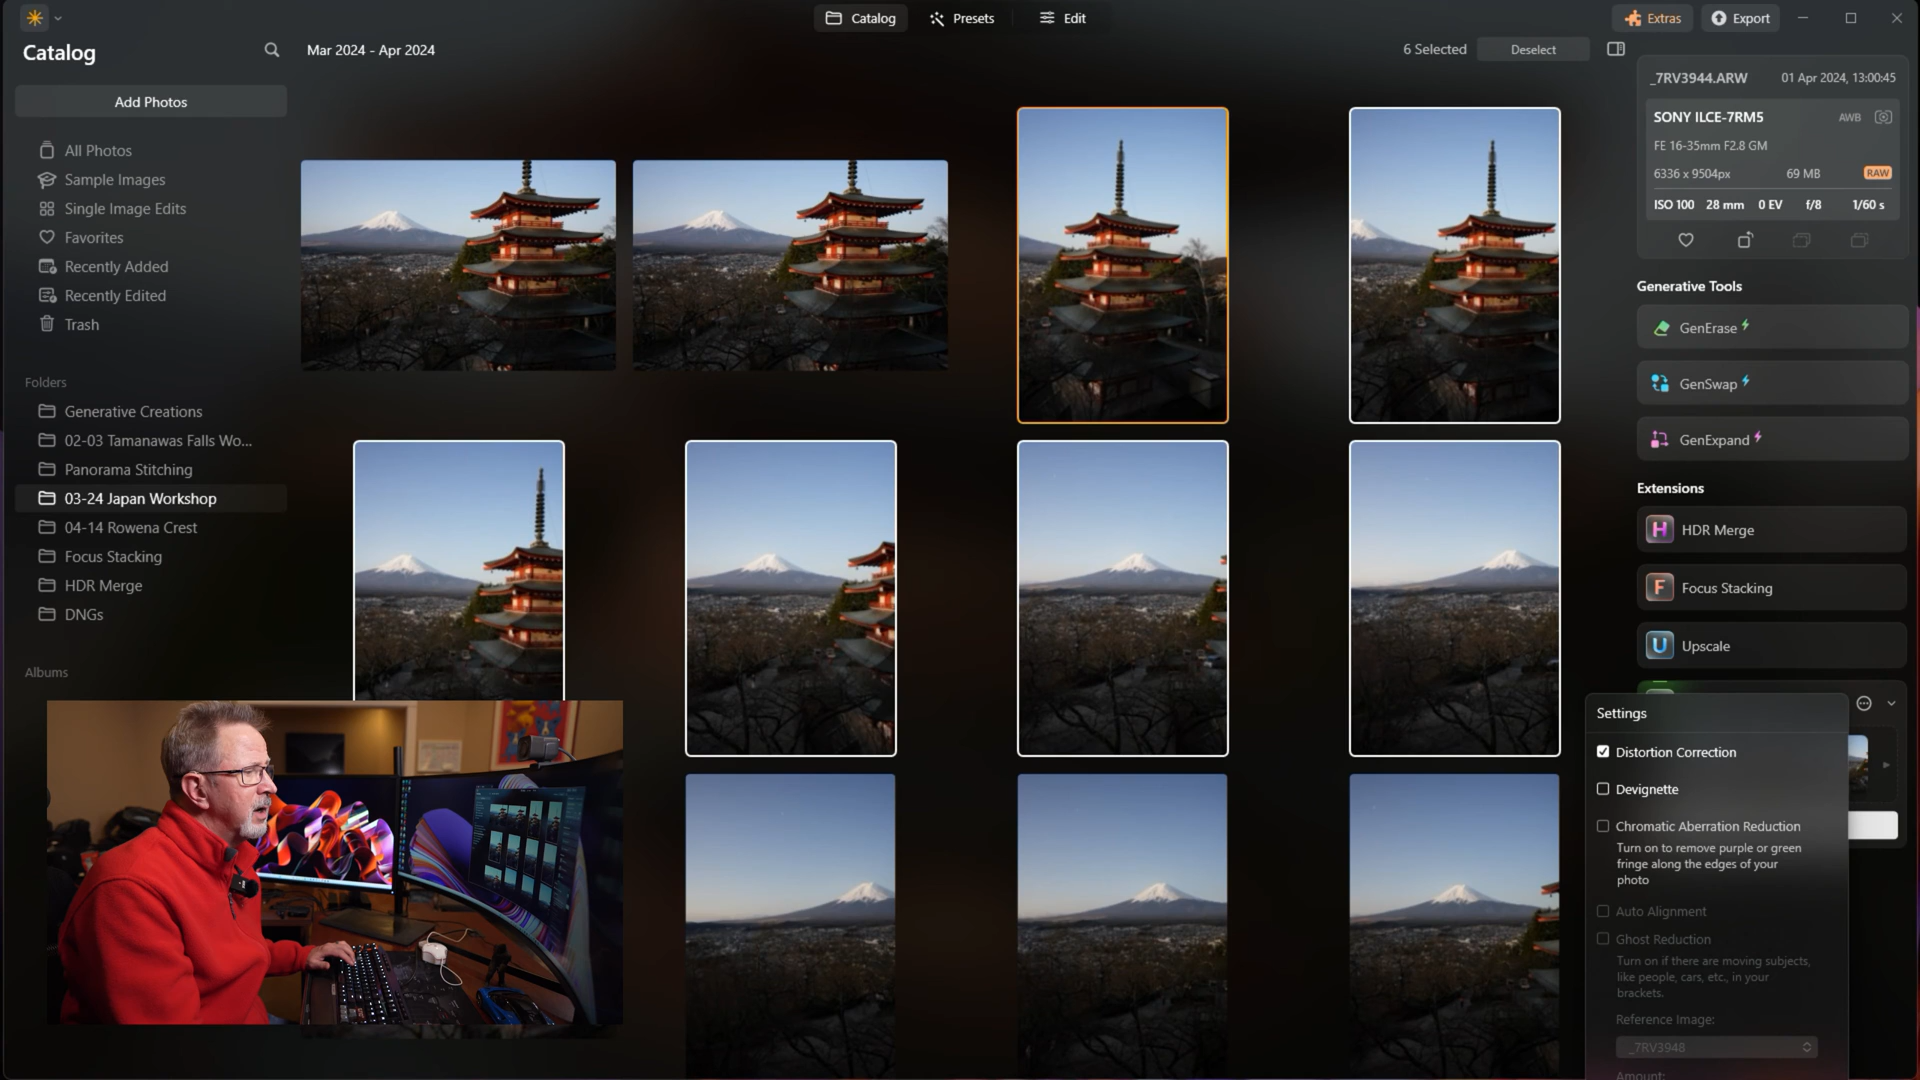 Catalog
Presets
Edit
Extras
Export
Catalog
Mar 2024 - Apr 2024
6 Selected
Deselect
Add Photos
All Photos
Sample Images
Single Image Edits
Favorites
Recently Added
Recently Edited
Trash
Folders
Generative Creations
02-03 Tamanawas Falls Wo...
Panorama Stitching
03-24 Japan Workshop
04-14 Rowena Crest
Focus Stacking
HDR Merge
DNGs
Albums
_7RV3944.ARW 01 Apr 2024, 13:00:45
SONY ILCE-7RM5 AWB
FE 16-35mm F2.8 GM
6336 x 9504px 69 MB RAW
ISO 100 28 mm 0 EV f/8 1/60 s
Generative Tools
GenErase
GenSwap
GenExpand
Extensions
H HDR Merge
F Focus Stacking
U Upscale
Settings
Distortion Correction
Devignette
Chromatic Aberration Reduction
Turn on to remove purple or green
fringe along the edges of your
photo
Auto Alignment
Ghost Reduction
Turn on if there are moving subjects,
like people, cars, etc., in your
brackets.
Reference Image:
_7RV3948
Amount: